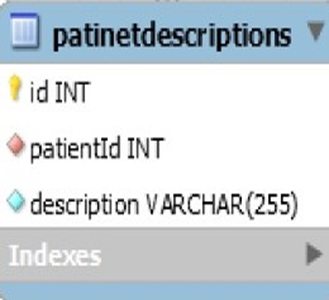 patinetdescriptions
id INT
patientId INT
description VARCHAR(255)
Indexes